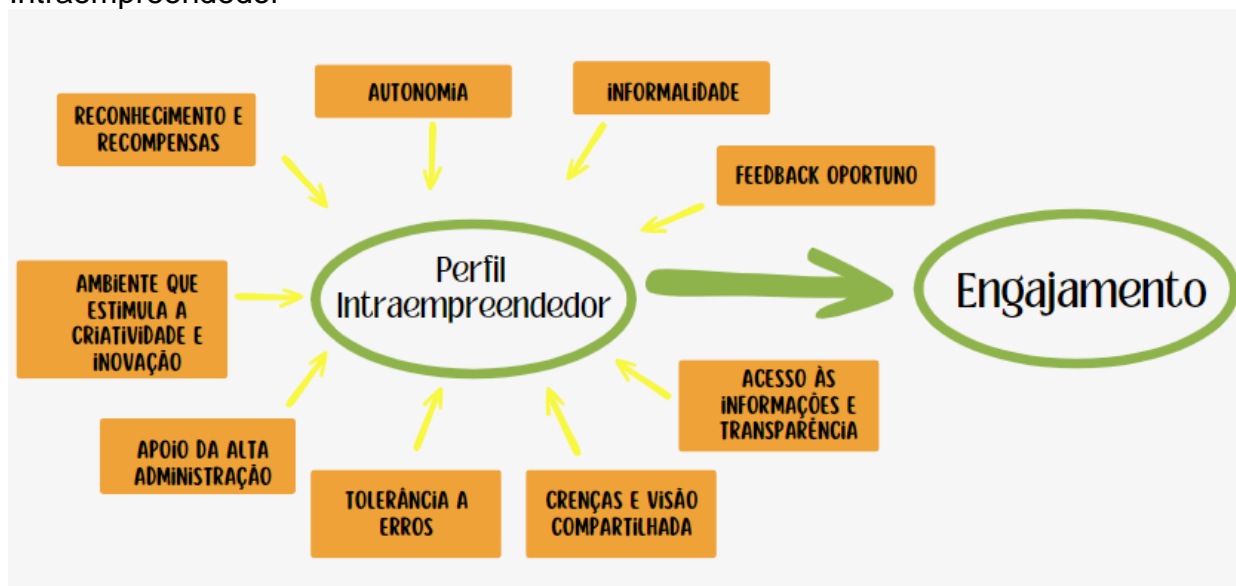 Intraempreendedor
AUTONOMIA
INFORMALIDADE
RECONHECIMENTO E
RECOMPENSAS
FEEDBACK OPORTUNO
Perfil
Intraempreendedor
Engajamento
AMBIENTE QUE
ESTIMULA A
CRIATIVIDADE E
INOVAÇÃO
ACESSO ÀS
INFORMAÇÕES E
TRANSPARÊNCIA
APOIO DA ALTA
ADMINISTRAÇÃO
TOLERÂNCIA A
ERROS
CRENÇAS E VISÃO
COMPARTILHADA